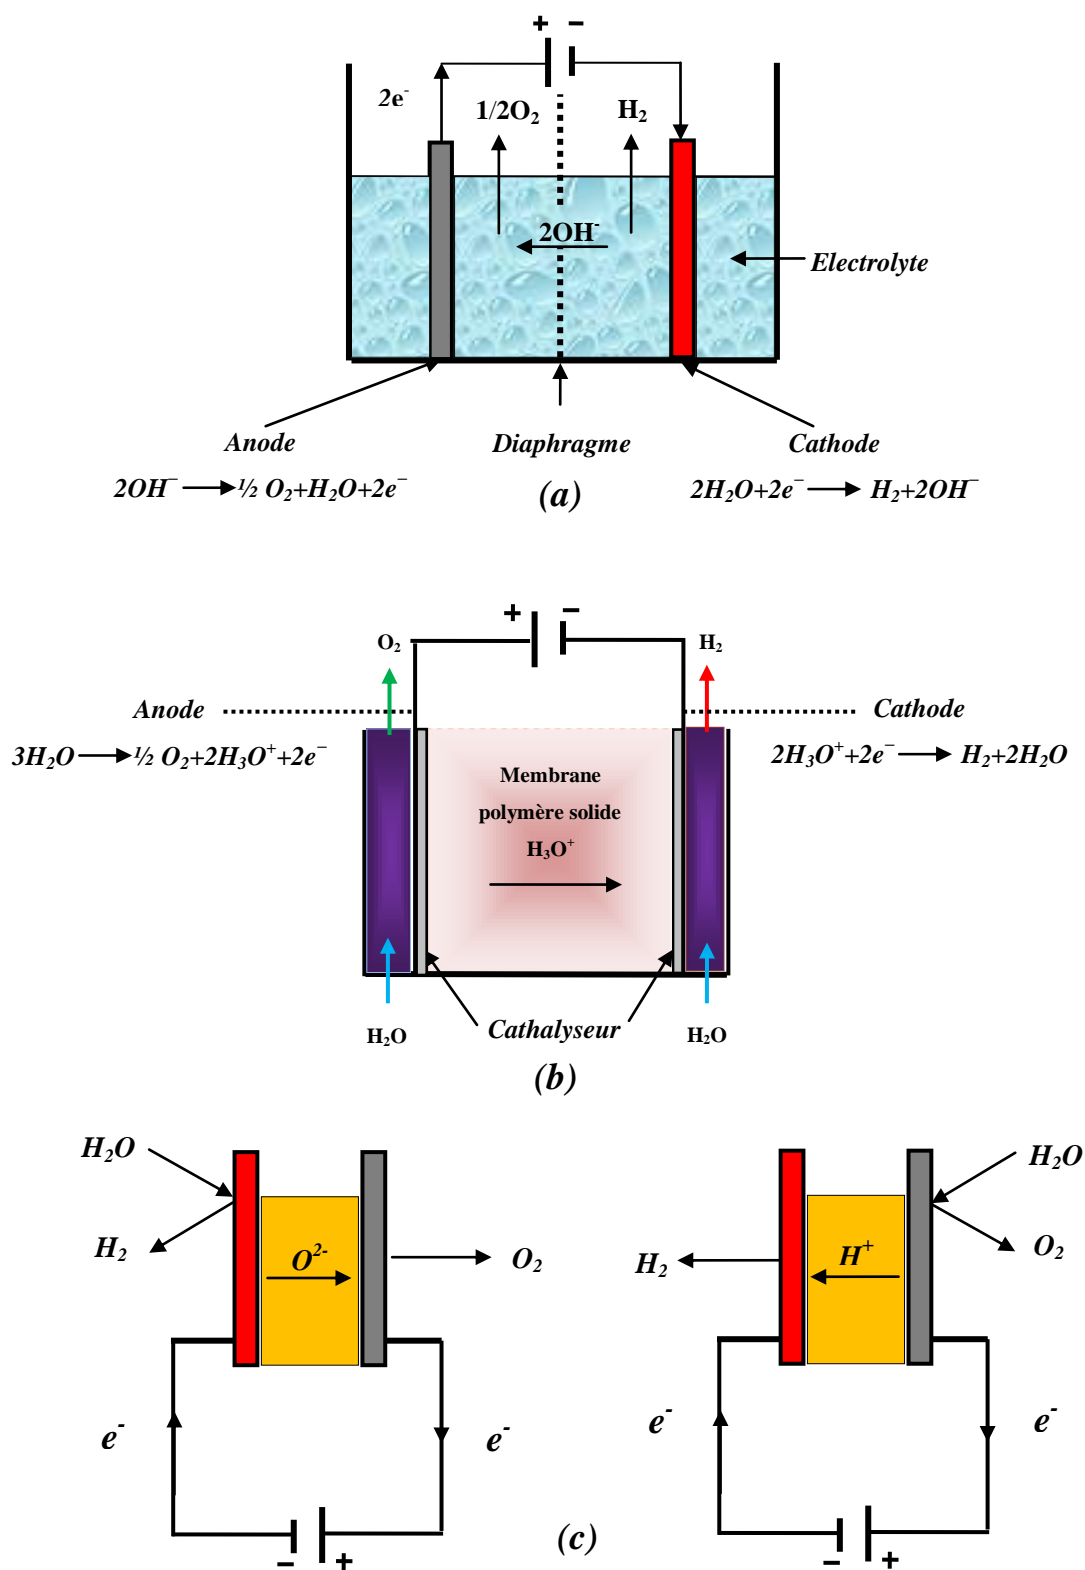 + −
2e⁻
1/2O₂ H₂
2OH⁻
Electrolyte
Anode Diaphragme Cathode
2OH⁻ ⟶ ½ O₂+H₂O+2e⁻ 2H₂O+2e⁻ ⟶ H₂+2OH⁻
(a)
+ −
O₂ H₂
Anode Cathode
3H₂O ⟶ ½ O₂+2H₃O⁺+2e⁻ 2H₃O⁺+2e⁻ ⟶ H₂+2H₂O
Membrane
polymère solide
H₃O⁺
H₂O Cathalyseur H₂O
(b)
H₂O H₂O
H₂ O²⁻ O₂ H₂ H⁺ O₂
e⁻ e⁻ e⁻ e⁻
− + (c) − +